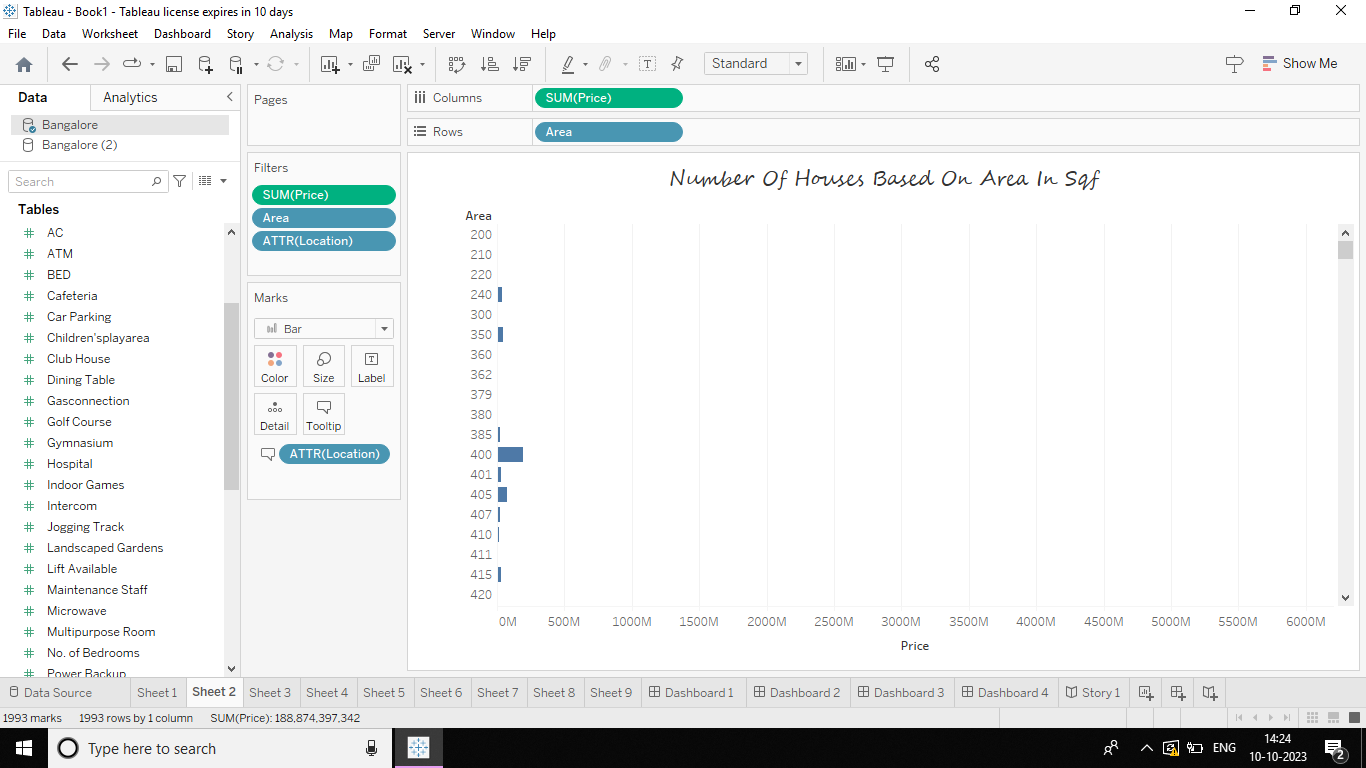 Tableau - Book1 - Tableau license expires in 10 days
File Data Worksheet Dashboard Story Analysis Map Format Server Window Help
Standard
Show Me
Data Analytics
Bangalore
Bangalore (2)
Search
Tables
AC
ATM
BED
Cafeteria
Car Parking
Children'splayarea
Club House
Dining Table
Gasconnection
Golf Course
Gymnasium
Hospital
Indoor Games
Intercom
Jogging Track
Landscaped Gardens
Lift Available
Maintenance Staff
Microwave
Multipurpose Room
No. of Bedrooms
Power Backup
Pages
Filters
SUM(Price)
Area
ATTR(Location)
Marks
Bar
Color Size Label
Detail Tooltip
ATTR(Location)
Columns SUM(Price)
Rows Area
Number Of Houses Based On Area In Sqf
Area
200
210
220
240
300
350
360
362
379
380
385
400
401
405
407
410
411
415
420
0M 500M 1000M 1500M 2000M 2500M 3000M 3500M 4000M 4500M 5000M 5500M 6000M
Price
Data Source Sheet 1 Sheet 2 Sheet 3 Sheet 4 Sheet 5 Sheet 6 Sheet 7 Sheet 8 Sheet 9 Dashboard 1 Dashboard 2 Dashboard 3 Dashboard 4 Story 1
1993 marks 1993 rows by 1 column SUM(Price): 188,874,397,342
Type here to search
ENG
14:24
10-10-2023
2